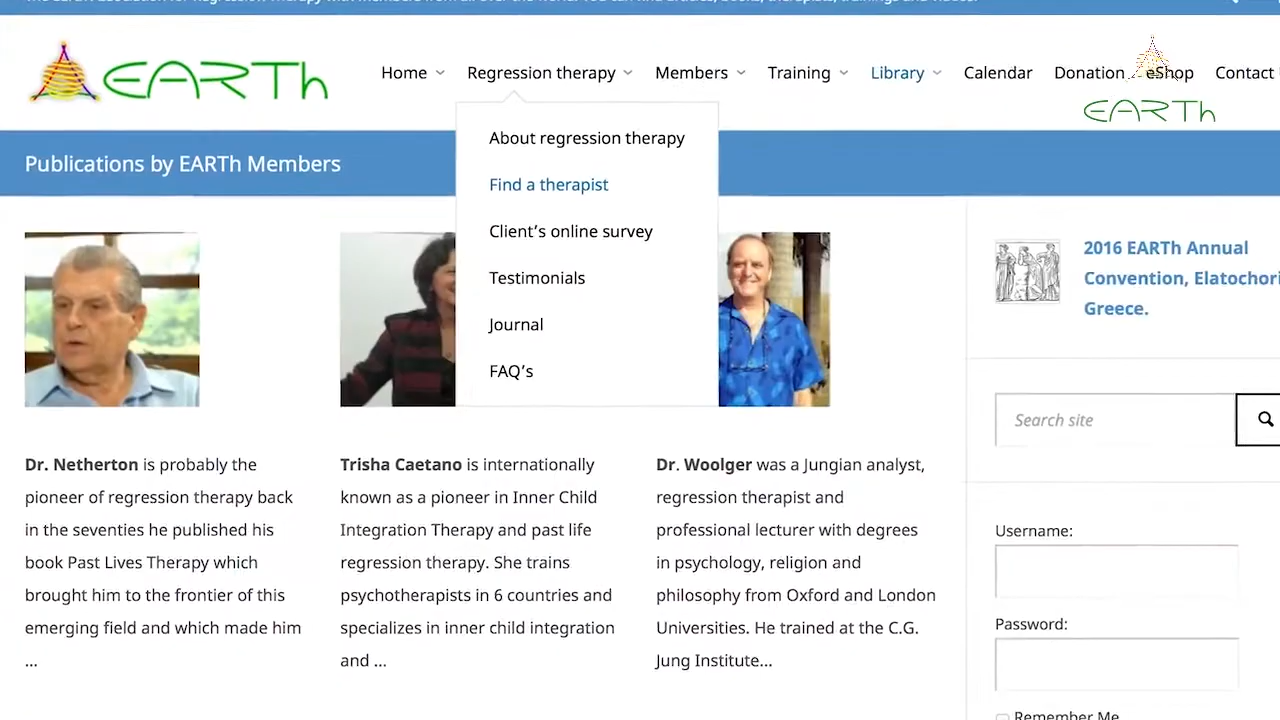 EARTh
Home
Regression therapy
Members
Training
Library
Calendar
Donation
eShop
Contact
EARTh
Publications by EARTh Members
About regression therapy
Find a therapist
Client’s online survey
Testimonials
Journal
FAQ’s
Dr. Netherton is probably the
pioneer of regression therapy back
in the seventies he published his
book Past Lives Therapy which
brought him to the frontier of this
emerging field and which made him
...
Trisha Caetano is internationally
known as a pioneer in Inner Child
Integration Therapy and past life
regression therapy. She trains
psychotherapists in 6 countries and
specializes in inner child integration
and ...
Dr. Woolger was a Jungian analyst,
regression therapist and
professional lecturer with degrees
in psychology, religion and
philosophy from Oxford and London
Universities. He trained at the C.G.
Jung Institute...
2016 EARTh Annual
Convention, Elatochori
Greece.
Search site
Username:
Password:
Remember Me